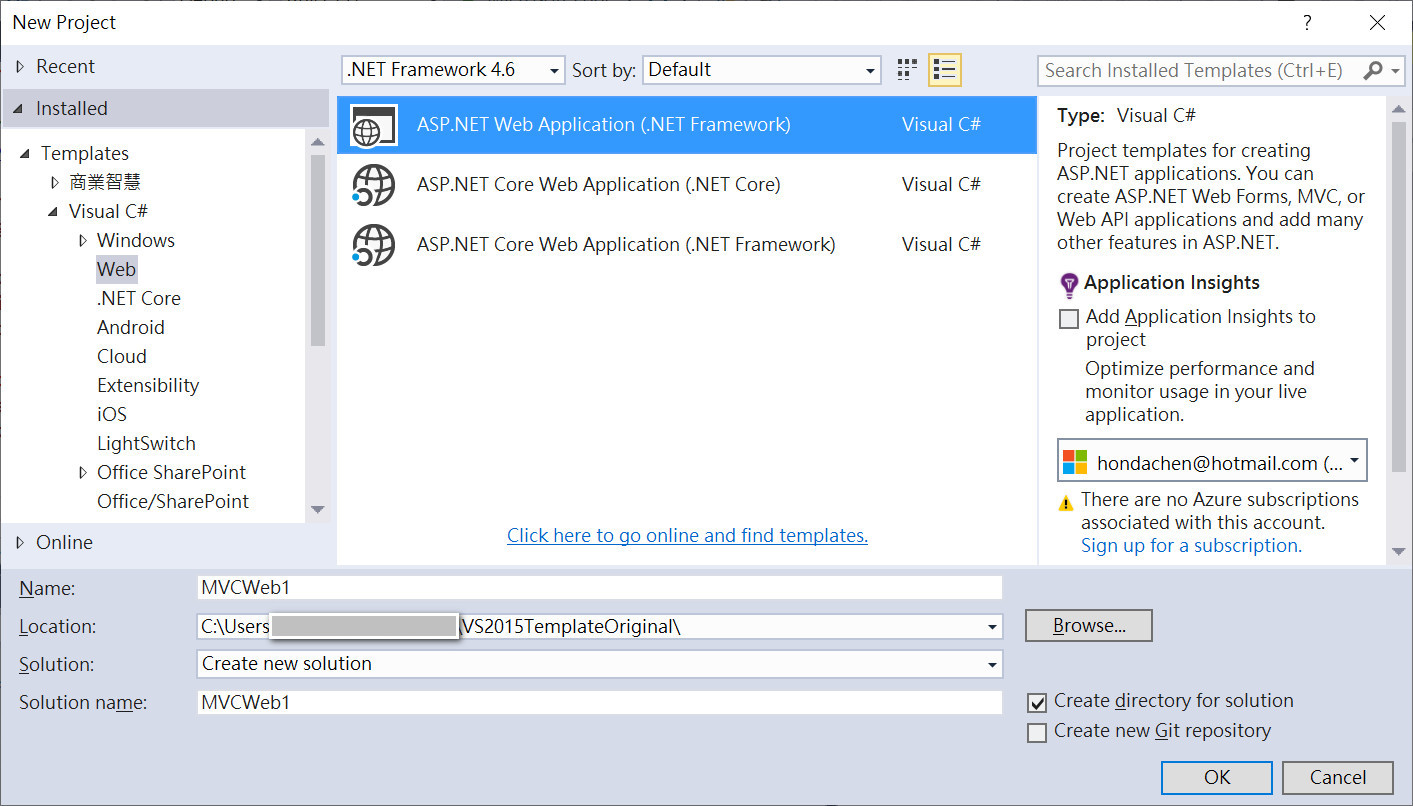 New Project
?
Recent
.NET Framework 4.6
Sort by:
Default
Search Installed Templates (Ctrl+E)
Installed
Templates
商業智慧
Visual C#
Windows
Web
.NET Core
Android
Cloud
Extensibility
iOS
LightSwitch
Office SharePoint
Office/SharePoint
Online
ASP.NET Web Application (.NET Framework) Visual C#
ASP.NET Core Web Application (.NET Core) Visual C#
ASP.NET Core Web Application (.NET Framework) Visual C#
Click here to go online and find templates.
Type: Visual C#
Project templates for creating
ASP.NET applications. You can
create ASP.NET Web Forms, MVC, or
Web API applications and add many
other features in ASP.NET.
Application Insights
Add Application Insights to
project
Optimize performance and
monitor usage in your live
application.
hondachen@hotmail.com (...
There are no Azure subscriptions
associated with this account.
Sign up for a subscription.
Name: MVCWeb1
Location: C:\Users \VS2015TemplateOriginal\
Browse...
Solution: Create new solution
Solution name: MVCWeb1
Create directory for solution
Create new Git repository
OK
Cancel